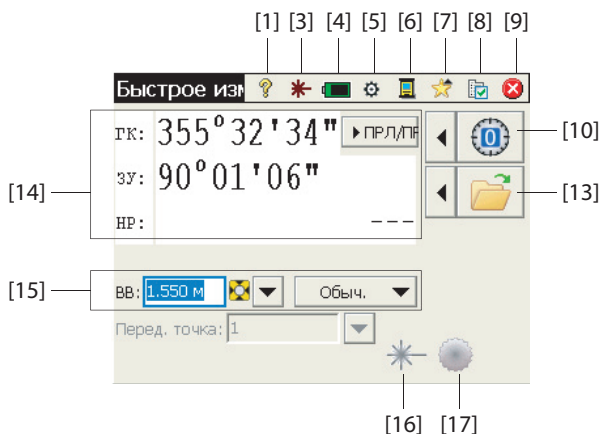 [1] [3] [4] [5] [6] [7] [8] [9]
Быстрое изм
ГК: 355°32'34" ПРЛ/ПР
0
[10]
ЗУ: 90°01'06"
[13]
[14]
НР: ---
[15]
ВВ: 1.550 м Обыч.
Перед. точка: 1
[16] [17]